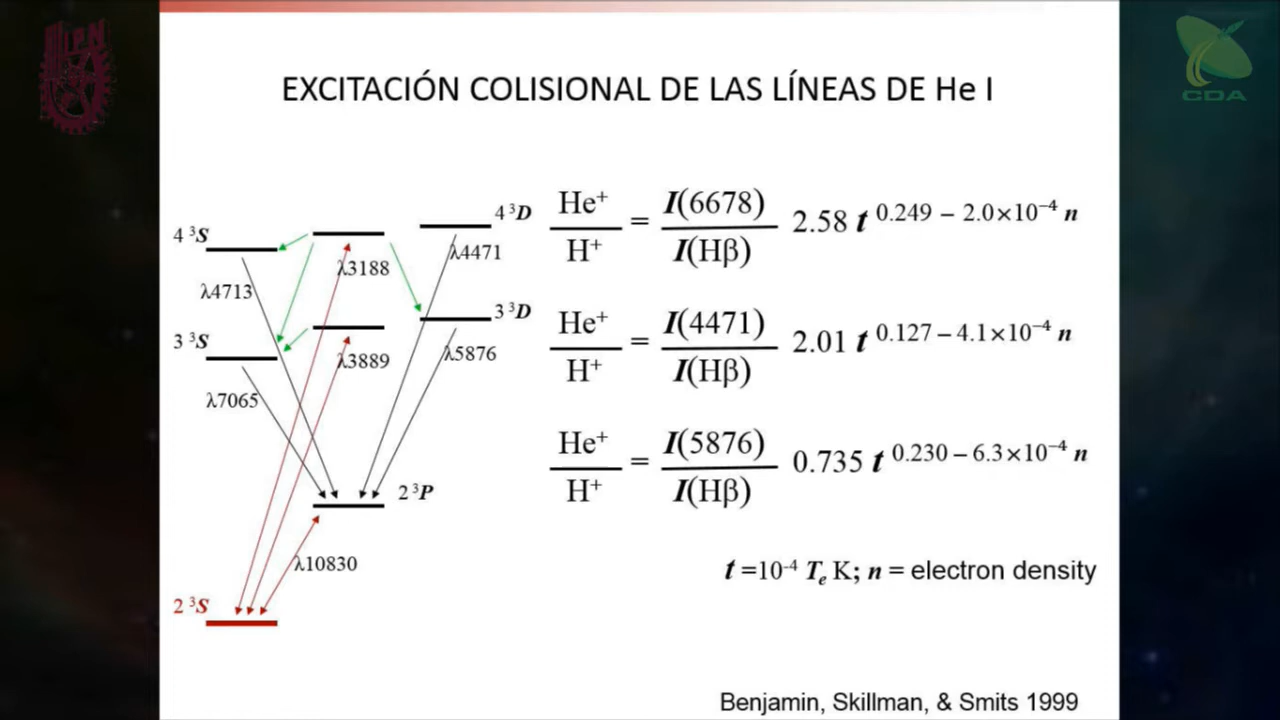 IPN
CDA
EXCITACIÓN COLISIONAL DE LAS LÍNEAS DE He I
4 ³S
4 ³D
λ3188
λ4471
λ4713
3 ³S
3 ³D
λ3889
λ5876
λ7065
2 ³P
λ10830
2 ³S
He⁺/H⁺ = I(6678)/I(Hβ) 2.58 t ^ 0.249 – 2.0×10⁻⁴ n
He⁺/H⁺ = I(4471)/I(Hβ) 2.01 t ^ 0.127 – 4.1×10⁻⁴ n
He⁺/H⁺ = I(5876)/I(Hβ) 0.735 t ^ 0.230 – 6.3×10⁻⁴ n
t =10⁻⁴ Tₑ K; n = electron density
Benjamin, Skillman, & Smits 1999